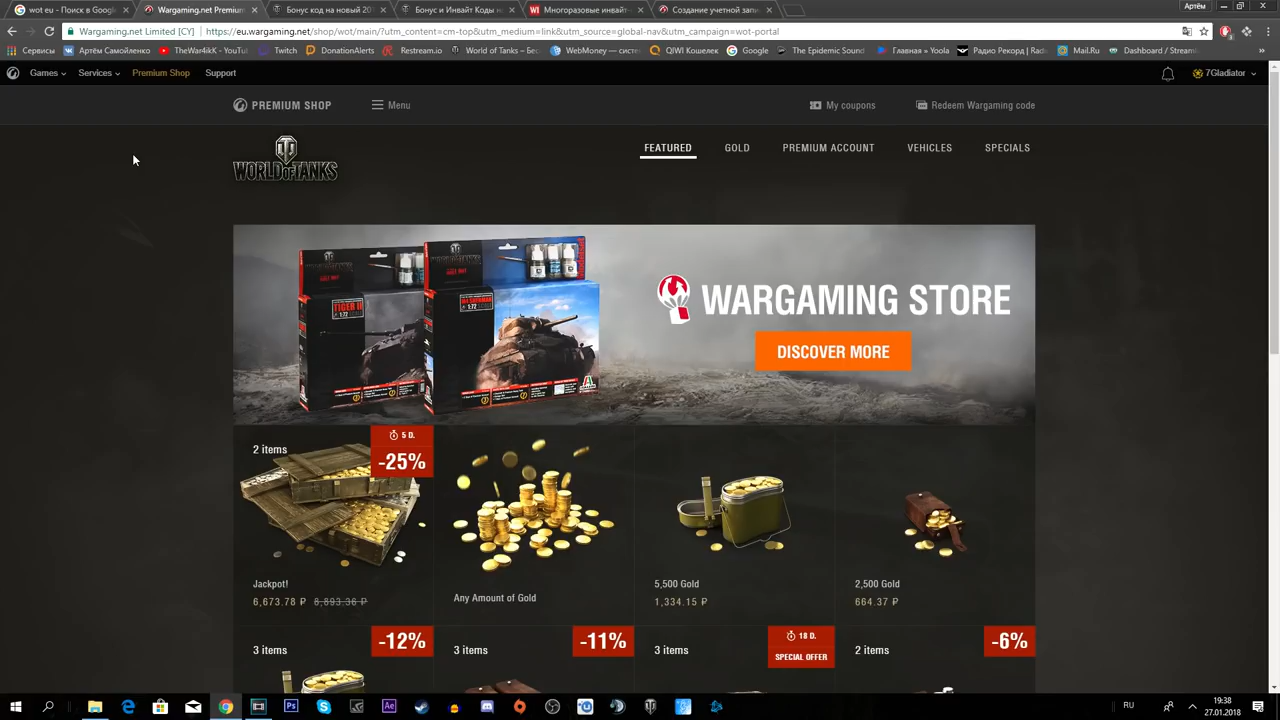 wot eu - Поиск в Google
Wargaming.net Premium
Бонус код на новый 201
Бонус и Инвайт Коды н
Многоразовые инвайт-
Создание учетной запи
Артём
Wargaming.net Limited [CY]
https://eu.wargaming.net/shop/wot/main/?utm_content=cm-top&utm_medium=link&utm_source=global-nav&utm_campaign=wot-portal
Сервисы
Артём Самойленко
TheWar4ikX - YouTu
Twitch
DonationAlerts
Restream.io
World of Tanks – Бес
WebMoney — систем
QIWI Кошелек
Google
The Epidemic Sound
Главная » Yoola
Радио Рекорд | Radi
Mail.Ru
Dashboard / Streaml
Games
Services
Premium Shop
Support
7Gladiator
PREMIUM SHOP
Menu
My coupons
Redeem Wargaming code
WORLD OF TANKS
FEATURED
GOLD
PREMIUM ACCOUNT
VEHICLES
SPECIALS
WARGAMING STORE
DISCOVER MORE
2 items
5 D.
-25%
Jackpot!
6,673.78 ₽ 8,893.36 ₽
Any Amount of Gold
5,500 Gold
1,334.15 ₽
2,500 Gold
664.37 ₽
3 items
-12%
3 items
-11%
3 items
18 D.
SPECIAL OFFER
2 items
-6%
RU
19:38
27.01.2018